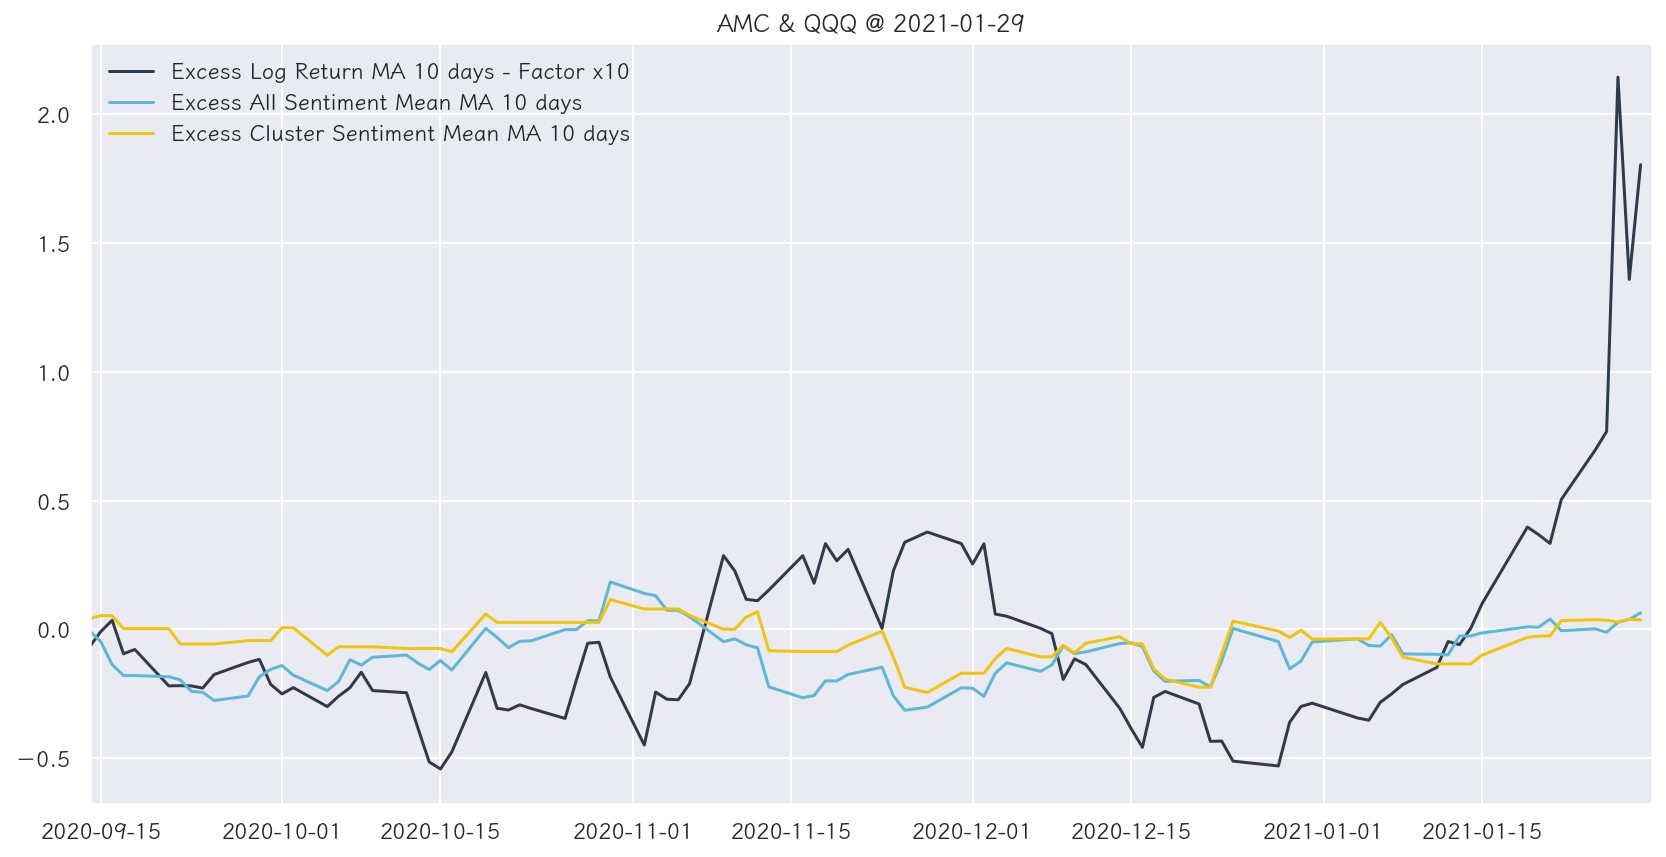 AMC & QQQ @ 2021-01-29
Excess Log Return MA 10 days - Factor x10
Excess All Sentiment Mean MA 10 days
Excess Cluster Sentiment Mean MA 10 days
2.0
1.5
1.0
0.5
0.0
−0.5
2020-09-15 2020-10-01 2020-10-15 2020-11-01 2020-11-15 2020-12-01 2020-12-15 2021-01-01 2021-01-15